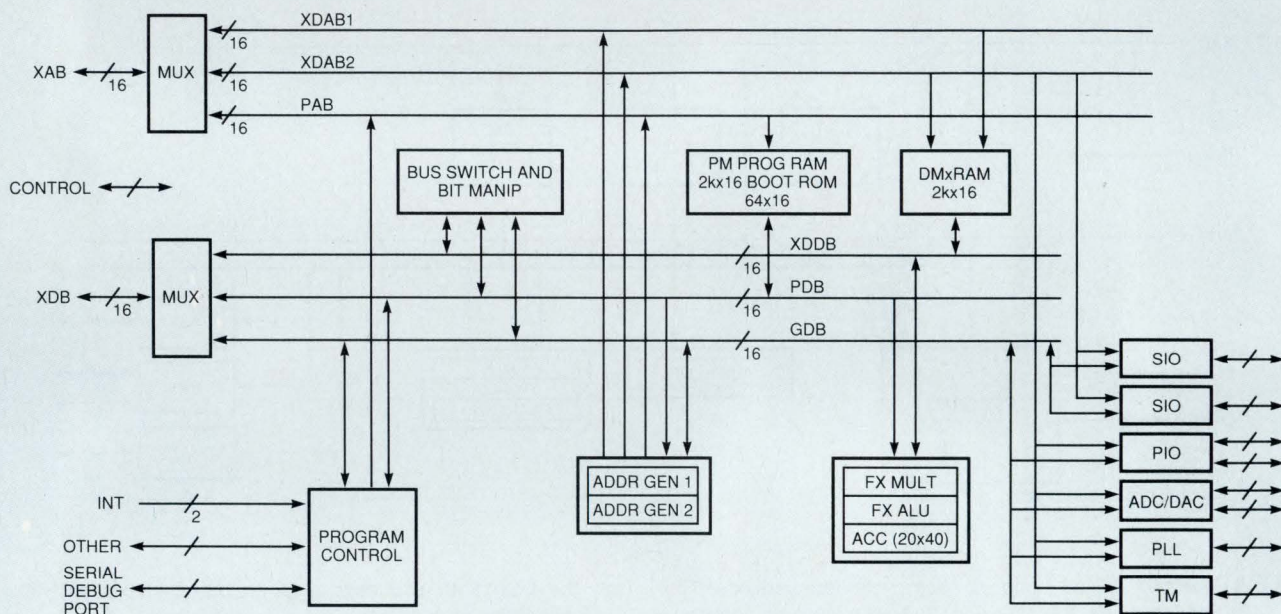 XDAB1
16
XAB
16
MUX
XDAB2
16
PAB
16
CONTROL
BUS SWITCH AND
BIT MANIP
PM PROG RAM
2kx16 BOOT ROM
64x16
DMxRAM
2kx16
XDDB
16
XDB
16
MUX
PDB
16
GDB
16
SIO
SIO
PIO
ADC/DAC
PLL
TM
ADDR GEN 1
ADDR GEN 2
FX MULT
FX ALU
ACC (20x40)
INT
2
OTHER
SERIAL
DEBUG
PORT
PROGRAM
CONTROL